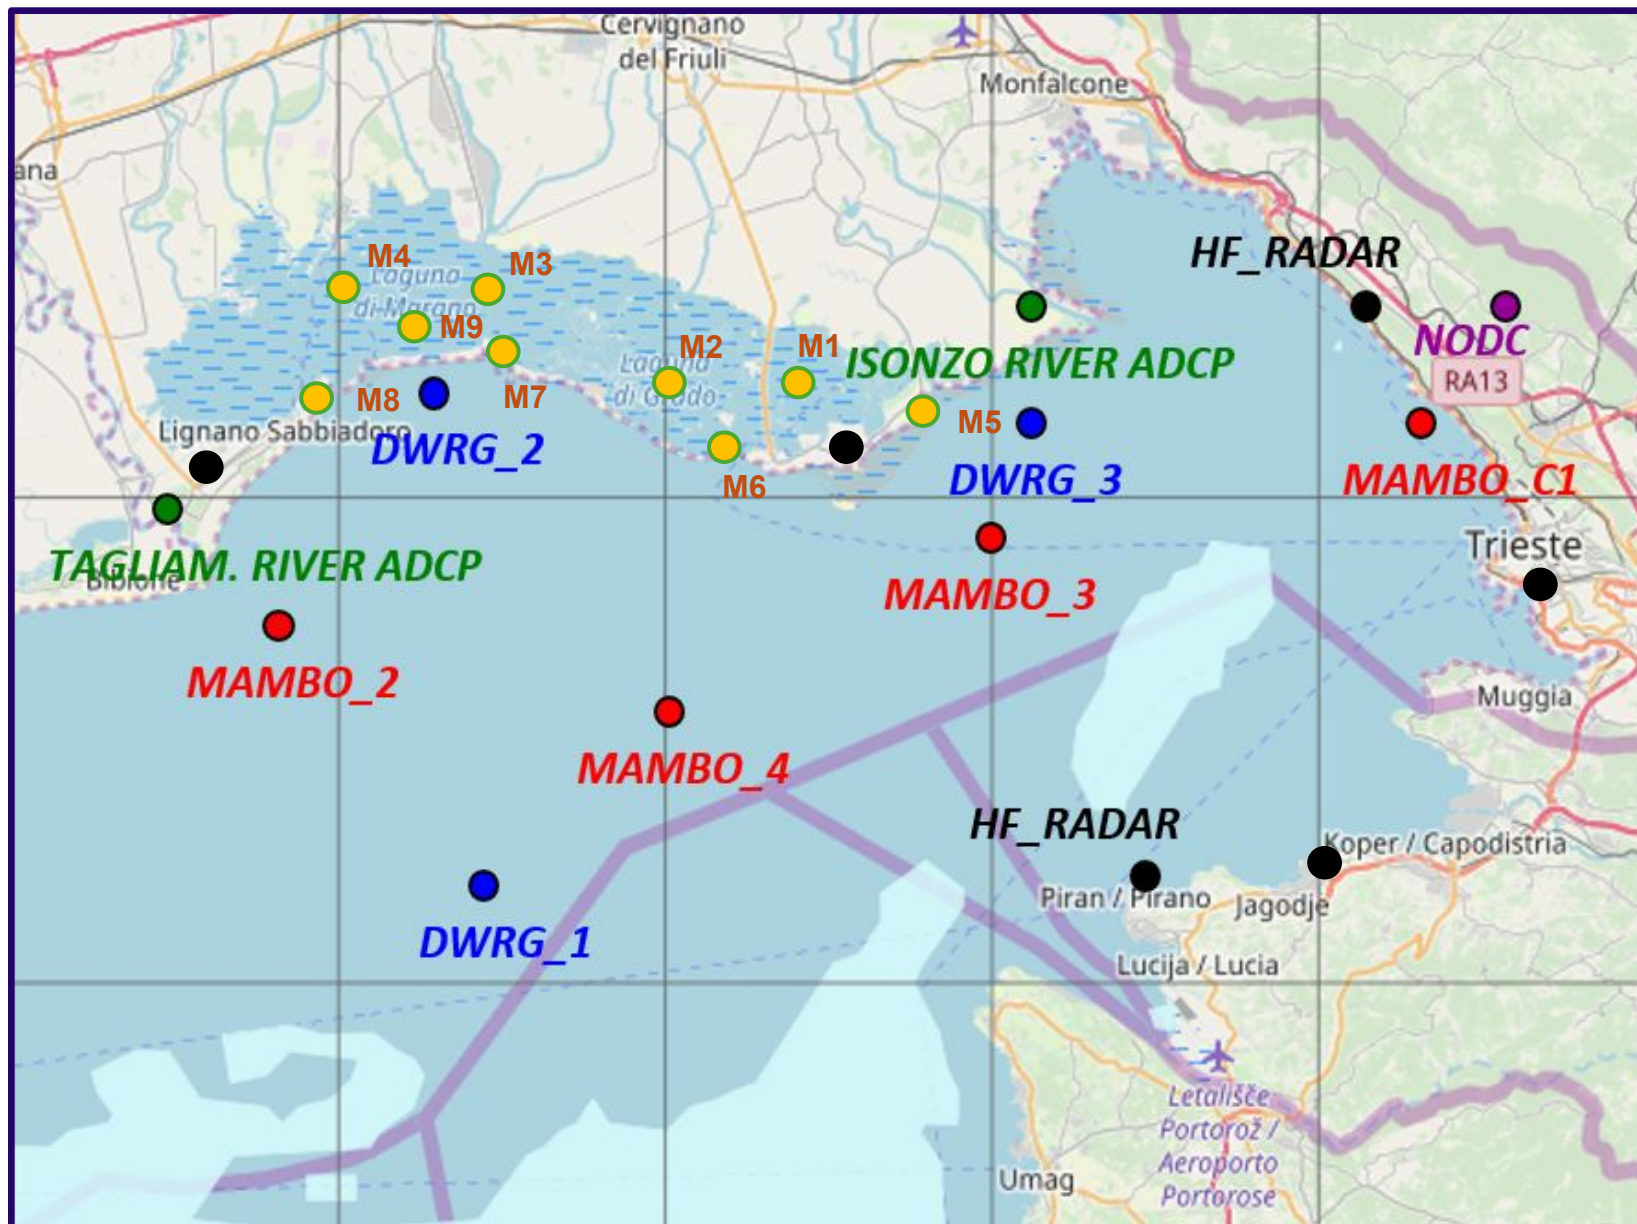 Cervignano
del Friuli
Monfalcone
ana
HF_RADAR
M4
M3
Laguna
di Marano
M9
NODC
M2
M1
ISONZO RIVER ADCP
Laguna
di Grado
RA13
M8
M7
M5
Lignano Sabbiadoro
DWRG_2
DWRG_3
MAMBO_C1
M6
Trieste
TAGLIAM. RIVER ADCP
Bibione
MAMBO_3
MAMBO_2
Muggia
MAMBO_4
HF_RADAR
Koper / Capodistria
Piran / Pirano
Jagodje
DWRG_1
Lucija / Lucia
Letališče
Portorož /
Aeroporto
Portorose
Umag